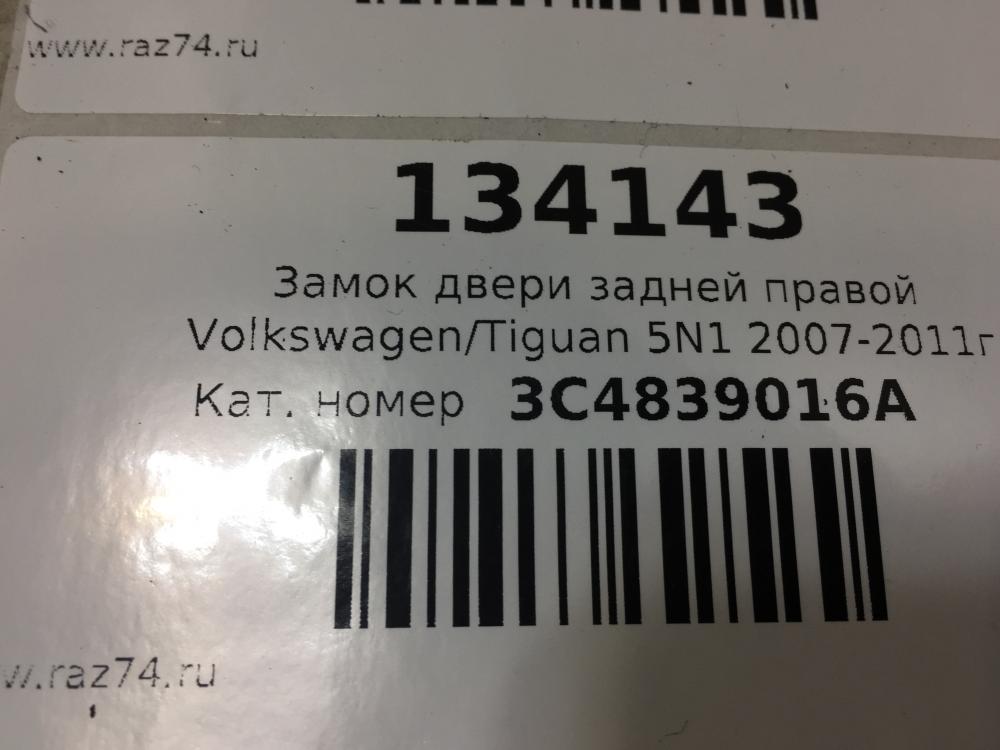 www.raz74.ru
134143
Замок двери задней правой
Volkswagen/Tiguan 5N1 2007-2011г
Кат. номер 3C4839016A
w.raz74.ru